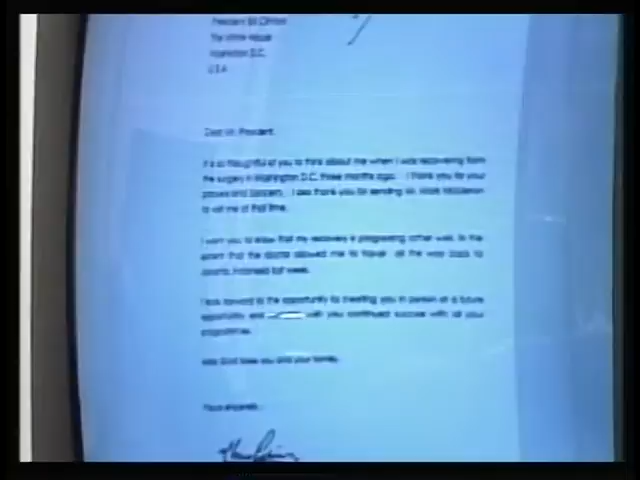 President Bill Clinton
The White House
Washington D.C.
U.S.A.
Dear Mr. President,
It is so thoughtful of you to think about me when I was recovering from
the surgery in Washington D.C. three months ago. I thank you for your
prayers and concern. I also thank you for sending Mr. Mark Middleton
to visit me at that time.
I want you to know that my recovery is progressing rather well, to the
extent that the doctor allowed me to travel all the way back to
Indonesia last week.
I look forward to the opportunity to meeting you in person at a future
opportunity and with you continued success with all your
programmes.
May God bless you and your family.
Yours sincerely,